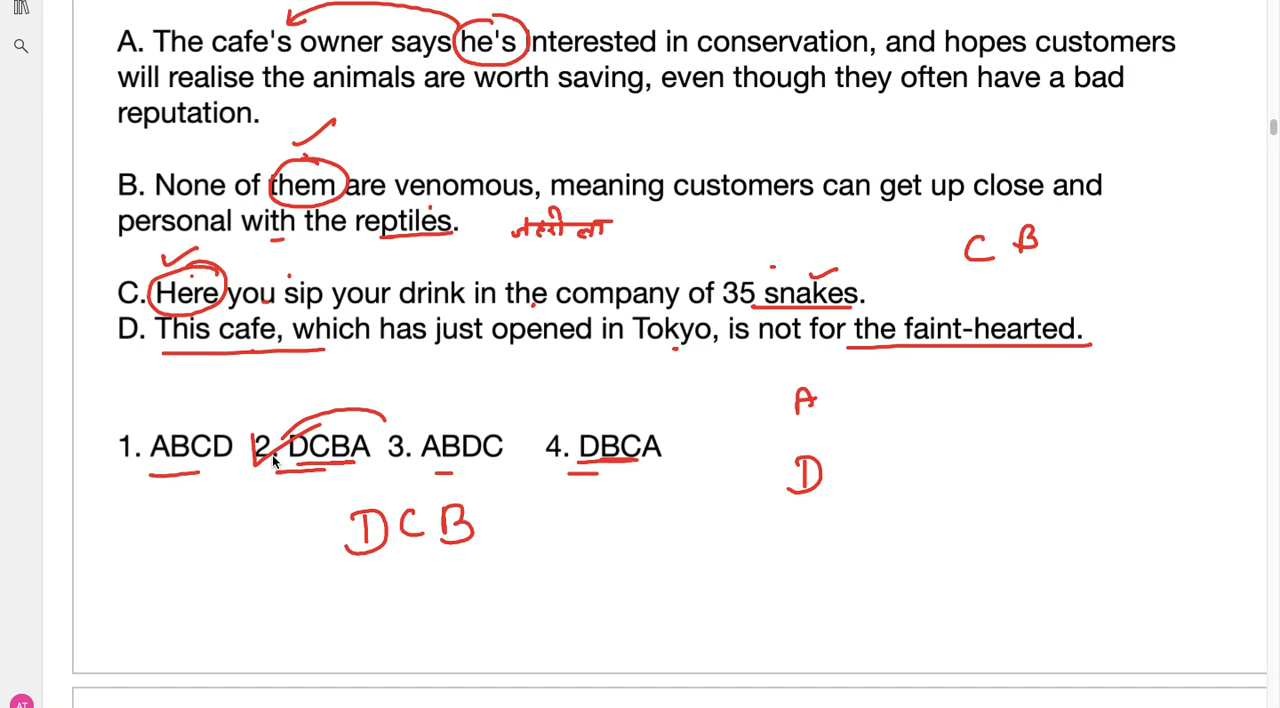 A. The cafe's owner says he's interested in conservation, and hopes customers
will realise the animals are worth saving, even though they often have a bad
reputation.
B. None of them are venomous, meaning customers can get up close and
personal with the reptiles.
C B
C. Here you sip your drink in the company of 35 snakes.
D. This cafe, which has just opened in Tokyo, is not for the faint-hearted.
A
1. ABCD 2. DCBA 3. ABDC 4. DBCA
D
D C B
AT